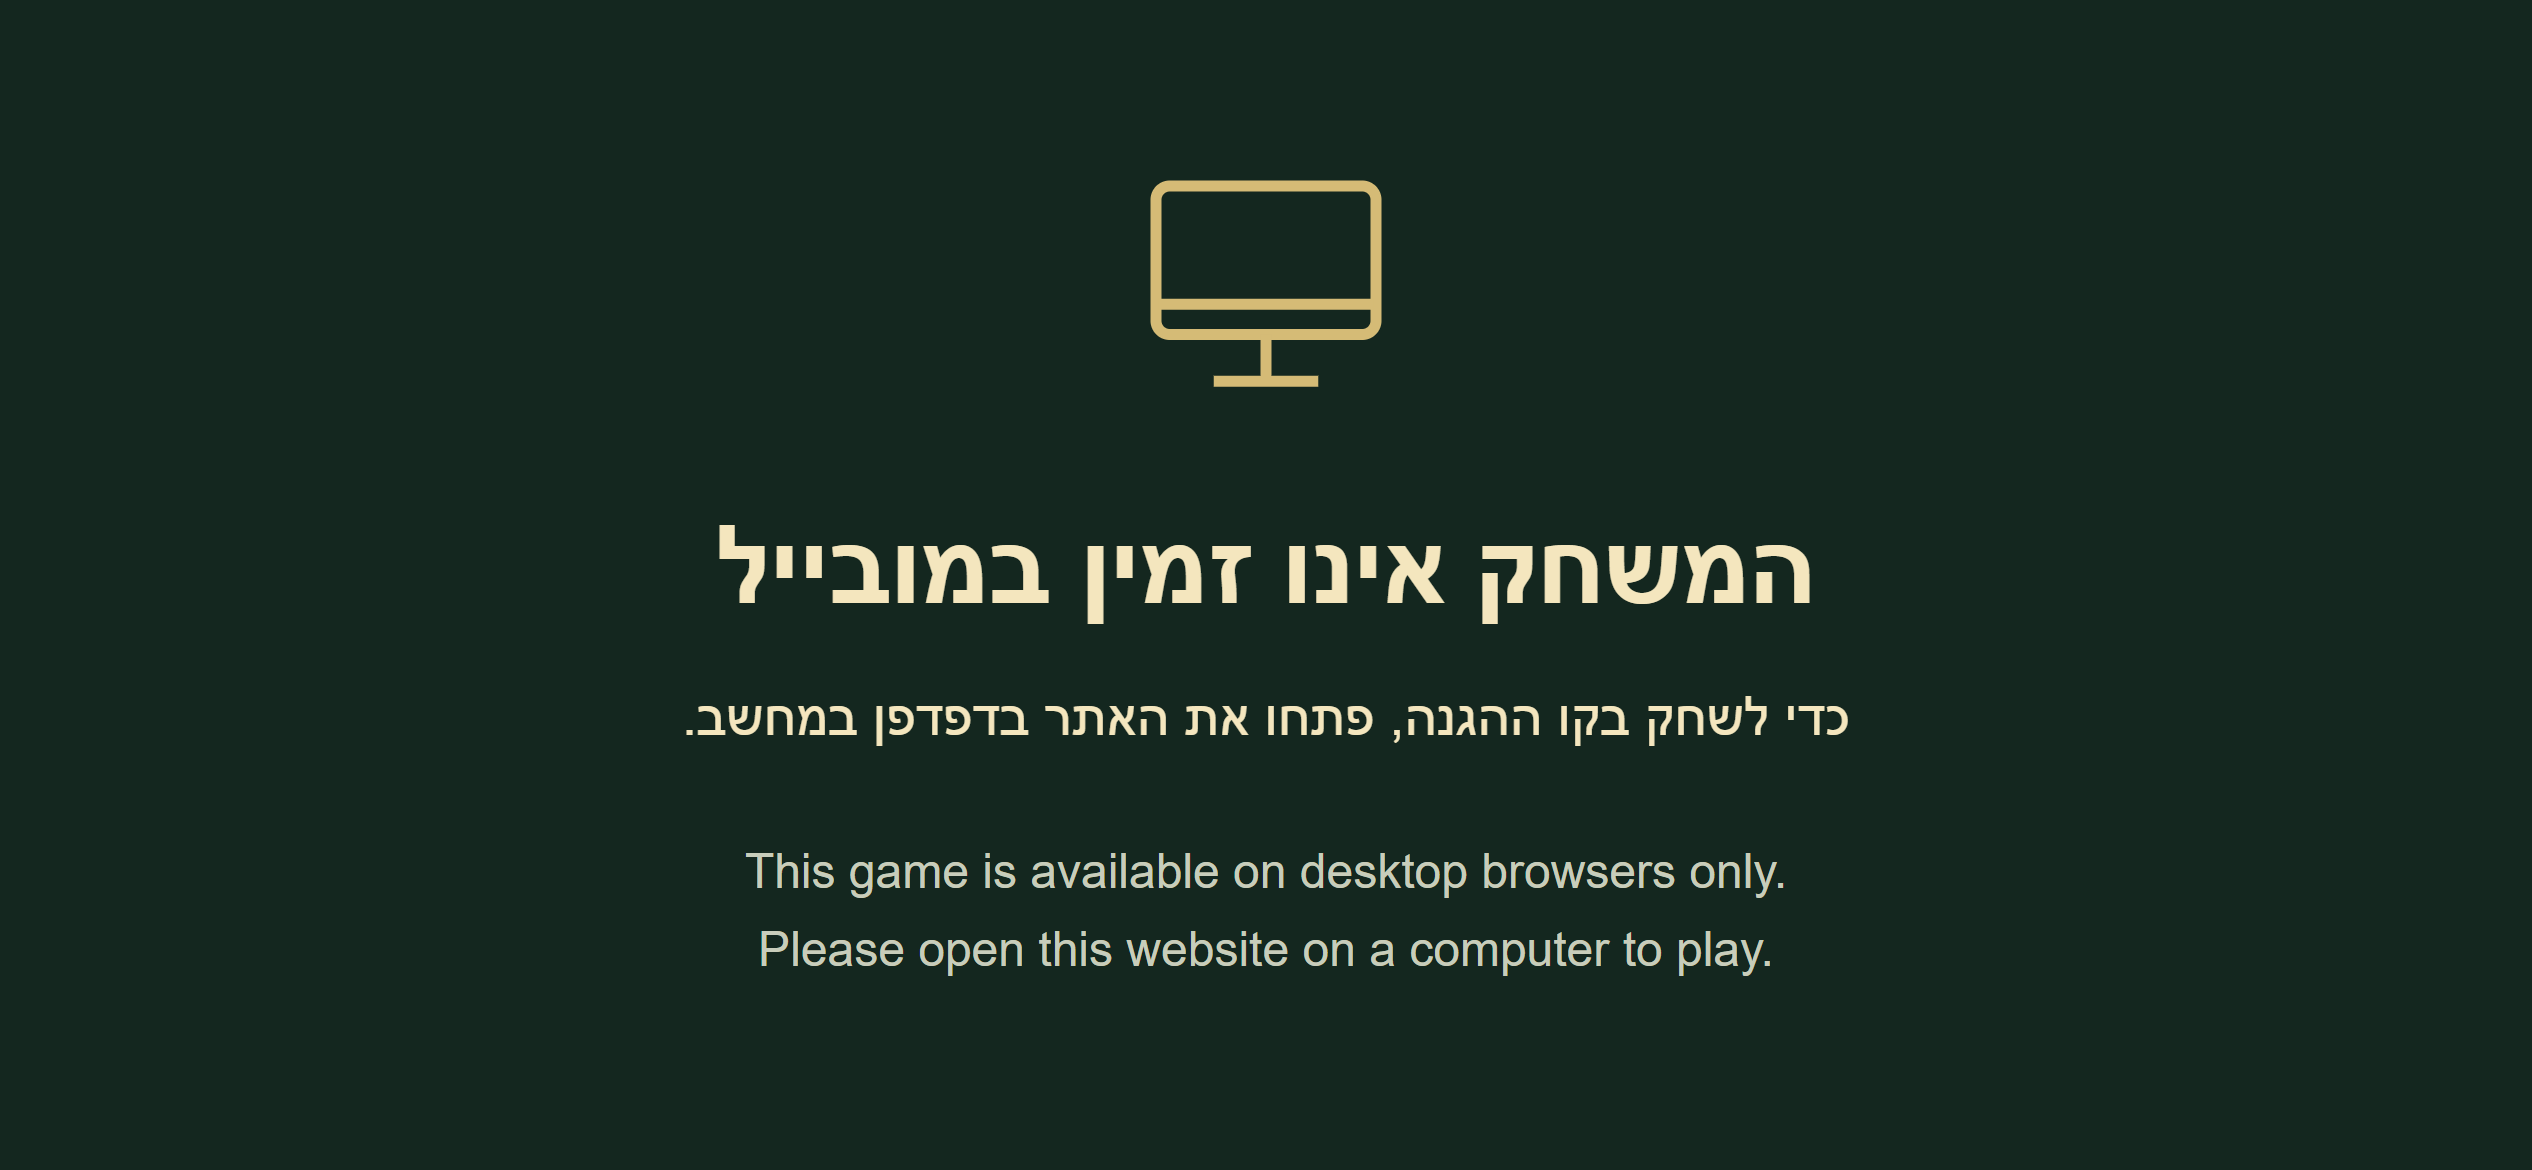 המשחק אינו זמין במובייל
כדי לשחק בקו ההגנה, פתחו את האתר בדפדפן במחשב.
This game is available on desktop browsers only.
Please open this website on a computer to play.